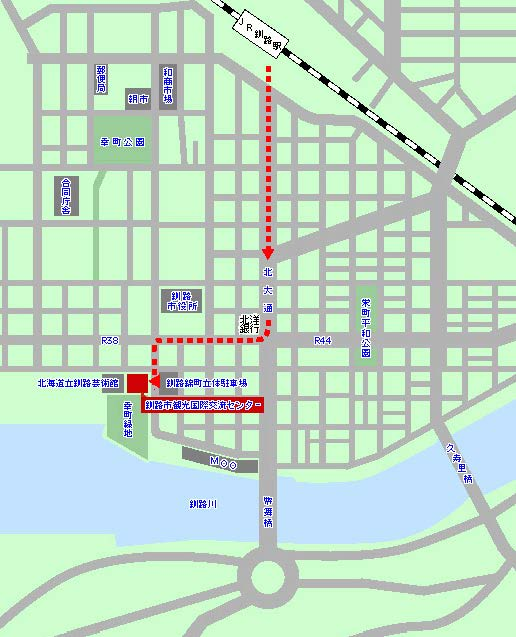 JR釧路駅
郵便局
和商市場
朝市
幸町公園
合同庁舎
北大通
釧路
市役所
北洋
銀行
栄町平和公園
R38
R44
北海道立釧路芸術館
釧路錦町立体駐車場
釧路市観光国際交流センター
幸町緑地
MOO
久寿里橋
釧路川
幣舞橋